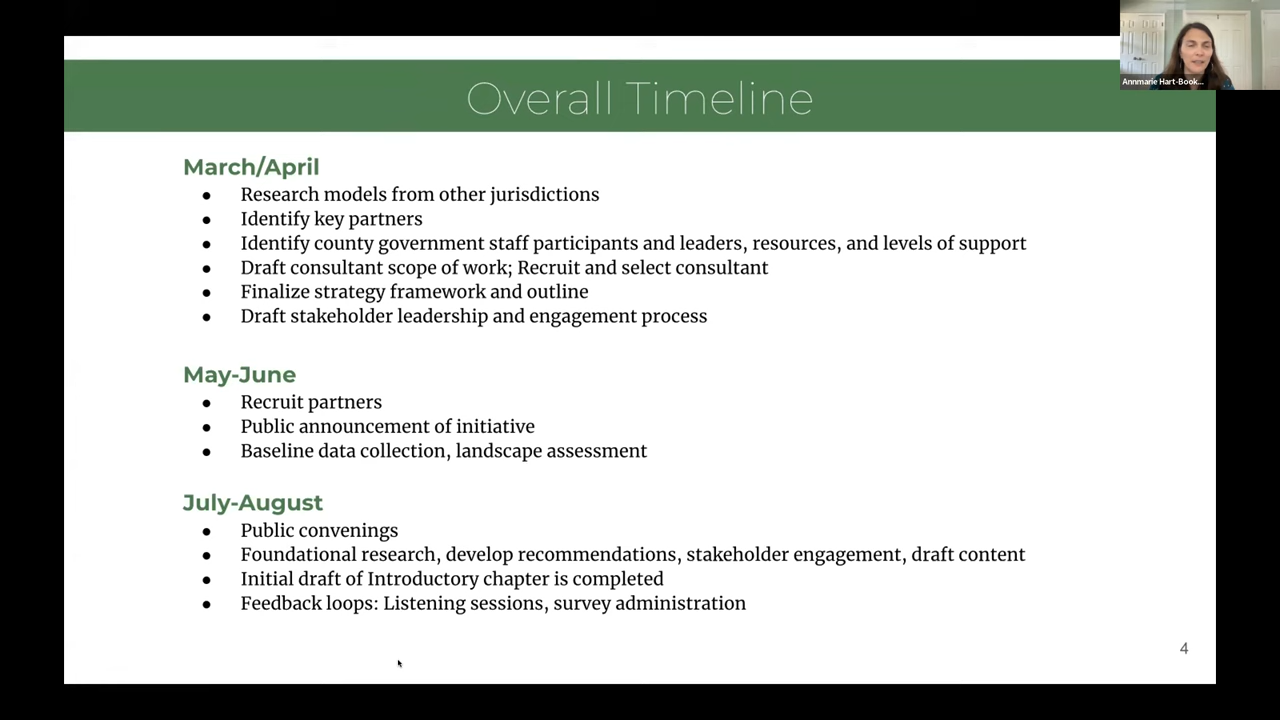 Overall Timeline
Annmarie Hart-Book...
March/April
● Research models from other jurisdictions
● Identify key partners
● Identify county government staff participants and leaders, resources, and levels of support
● Draft consultant scope of work; Recruit and select consultant
● Finalize strategy framework and outline
● Draft stakeholder leadership and engagement process
May-June
● Recruit partners
● Public announcement of initiative
● Baseline data collection, landscape assessment
July-August
● Public convenings
● Foundational research, develop recommendations, stakeholder engagement, draft content
● Initial draft of Introductory chapter is completed
● Feedback loops: Listening sessions, survey administration
4